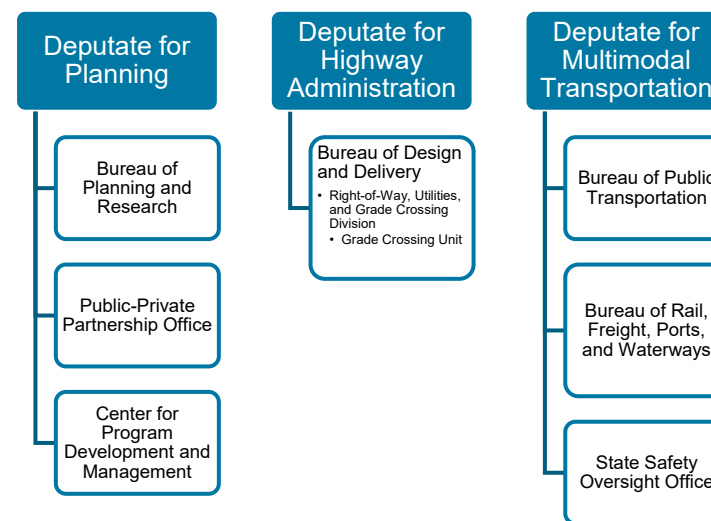 Deputate for
Planning
Bureau of
Planning and
Research
Public-Private
Partnership Office
Center for
Program
Development and
Management
Deputate for
Highway
Administration
Bureau of Design
and Delivery
• Right-of-Way, Utilities,
and Grade Crossing
Division
• Grade Crossing Unit
Deputate for
Multimodal
Transportation
Bureau of Public
Transportation
Bureau of Rail,
Freight, Ports,
and Waterways
State Safety
Oversight Office